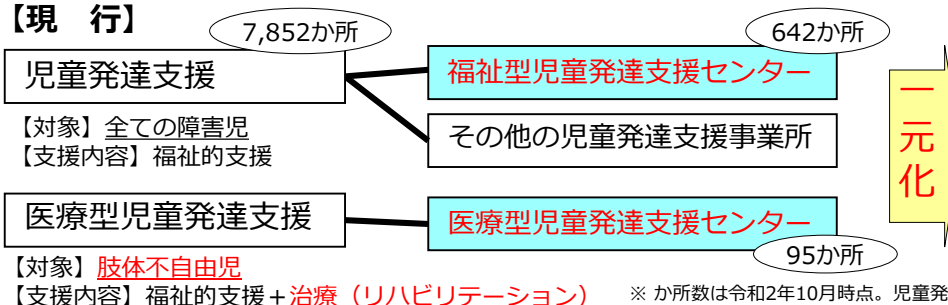 【現　行】
7,852か所
642か所
児童発達支援
福祉型児童発達支援センター
【対象】全ての障害児
【支援内容】福祉的支援
その他の児童発達支援事業所
一元化
医療型児童発達支援
医療型児童発達支援センター
95か所
【対象】肢体不自由児
【支援内容】福祉的支援＋治療（リハビリテーション）
※ か所数は令和2年10月時点。児童発